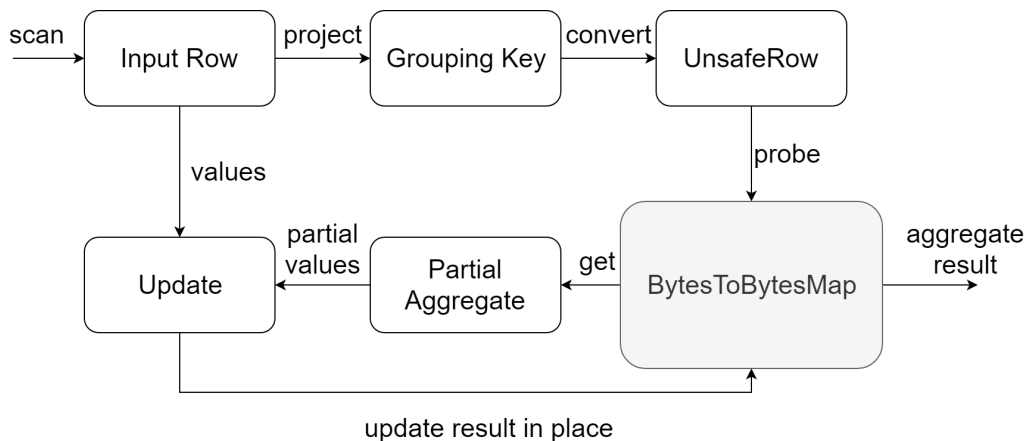 scan
Input Row
project
Grouping Key
convert
UnsafeRow
values
probe
Update
partial
values
Partial
Aggregate
get
BytesToBytesMap
aggregate
result
update result in place